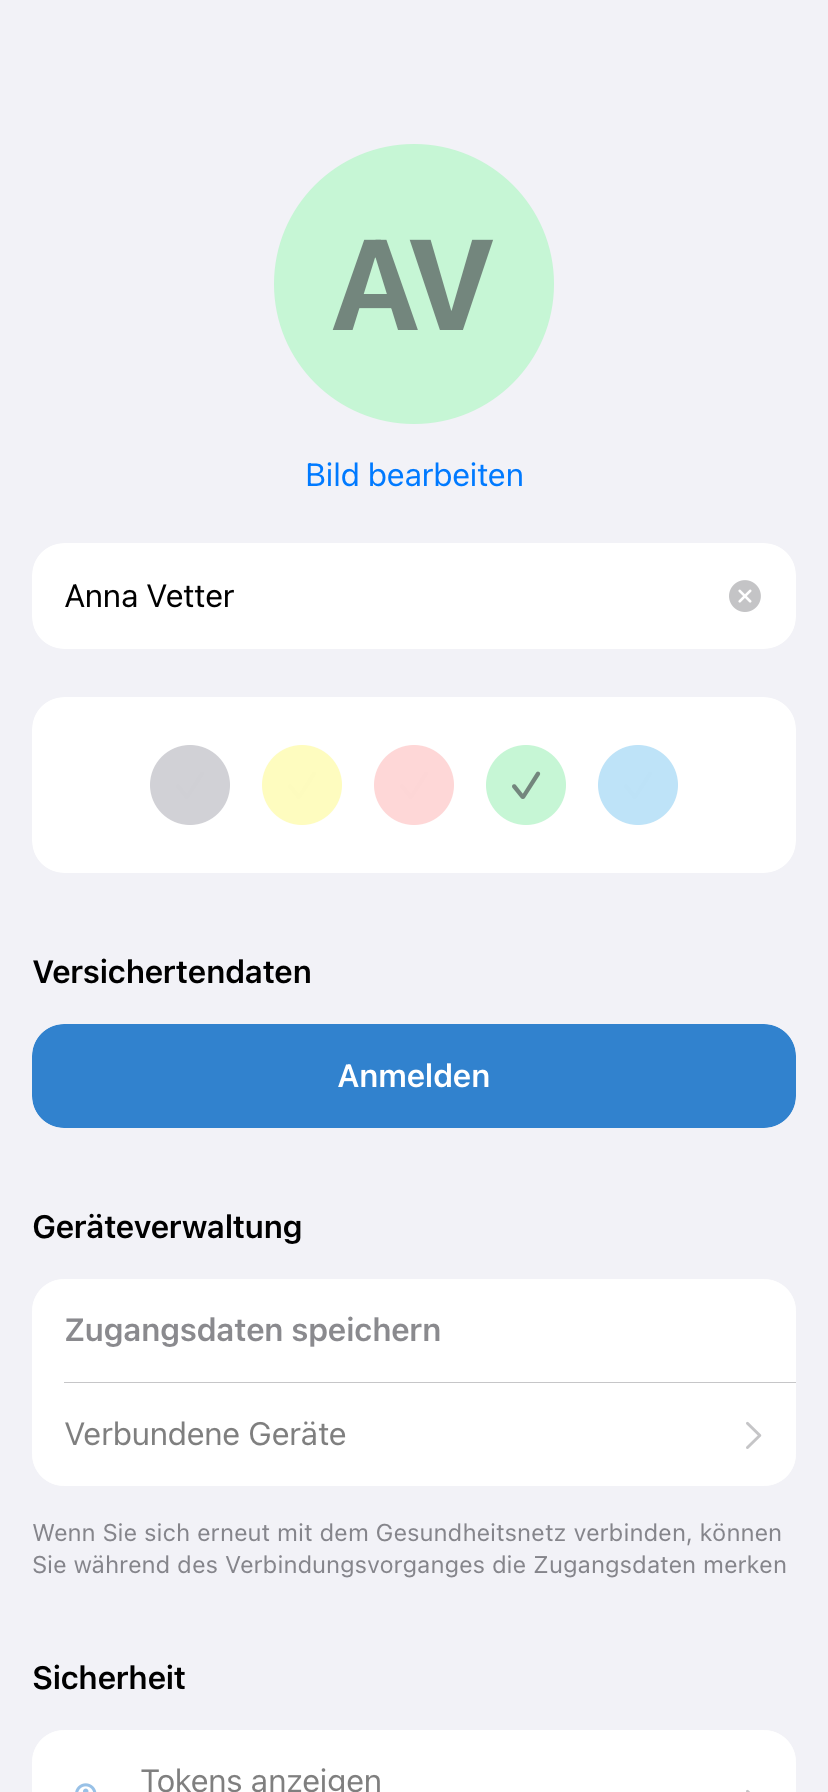 AV
Bild bearbeiten
Anna Vetter
Versichertendaten
Anmelden
Geräteverwaltung
Zugangsdaten speichern
Verbundene Geräte
Wenn Sie sich erneut mit dem Gesundheitsnetz verbinden, können
Sie während des Verbindungsvorganges die Zugangsdaten merken
Sicherheit
Tokens anzeigen